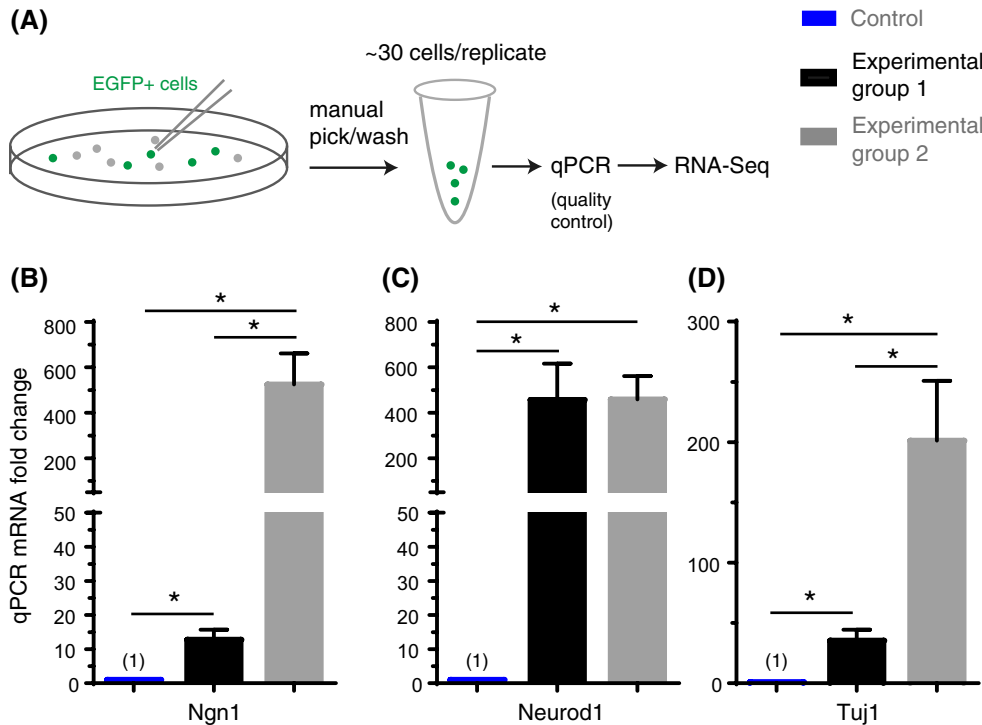 (A)
~30 cells/replicate
EGFP+ cells
manual
pick/wash
qPCR
RNA-Seq
(quality
control)
Control
Experimental
group 1
Experimental
group 2
(B)
(C)
(D)
qPCR mRNA fold change
*
*
800
600
400
200
50
40
30
20
10
0
*
(1)
Ngn1
*
*
800
600
400
200
50
40
30
20
10
0
(1)
Neurod1
*
*
300
200
100
0
*
(1)
Tuj1